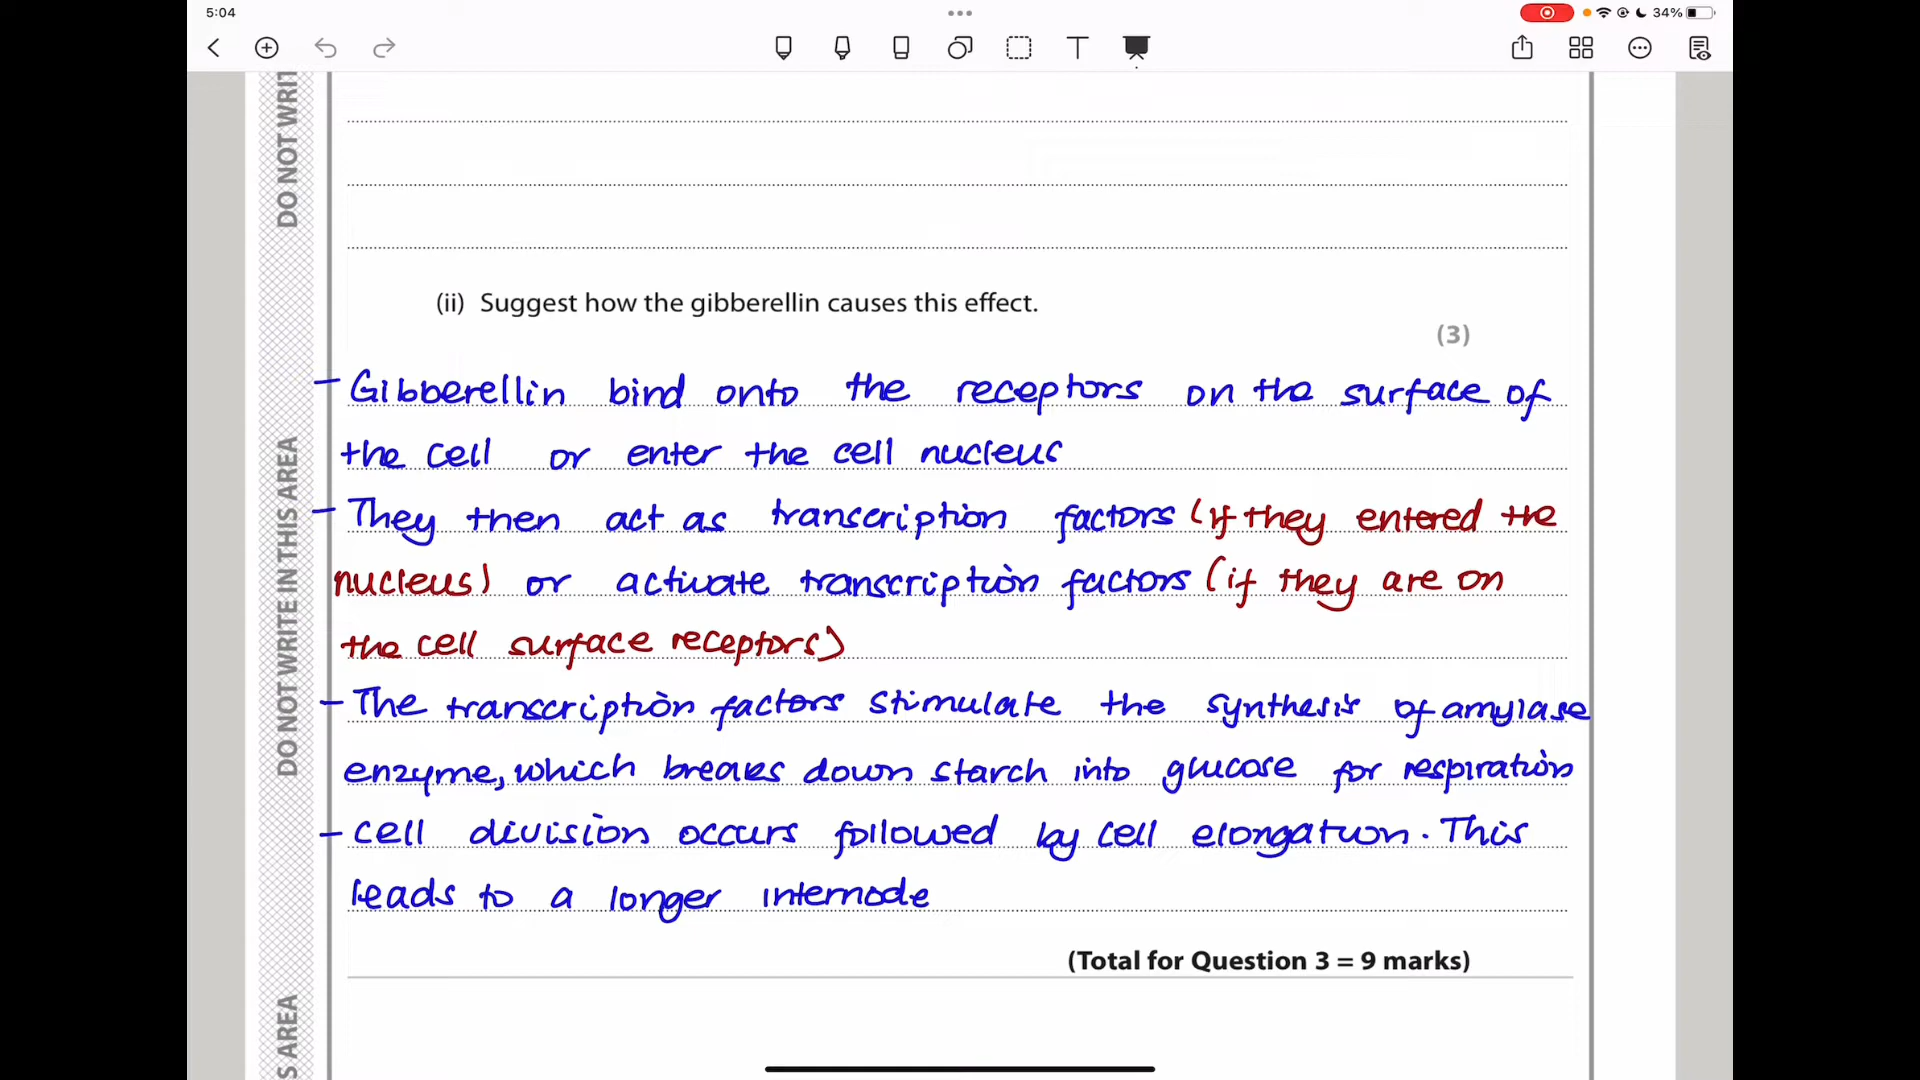 5:04
34%
DO NOT WRIT
(ii) Suggest how the gibberellin causes this effect.
(3)
- Gibberellin bind onto the receptors on the surface of
the cell or enter the cell nucleus
- They then act as transcription factors (if they entered the
nucleus) or activate transcription factors (if they are on
the cell surface receptors)
DO NOT WRITE IN THIS AREA
- The transcription factors stimulate the synthesis of amylase
enzyme, which breaks down starch into glucose for respiration
- cell division occurs followed by cell elongation. This
leads to a longer internode
(Total for Question 3 = 9 marks)
S AREA